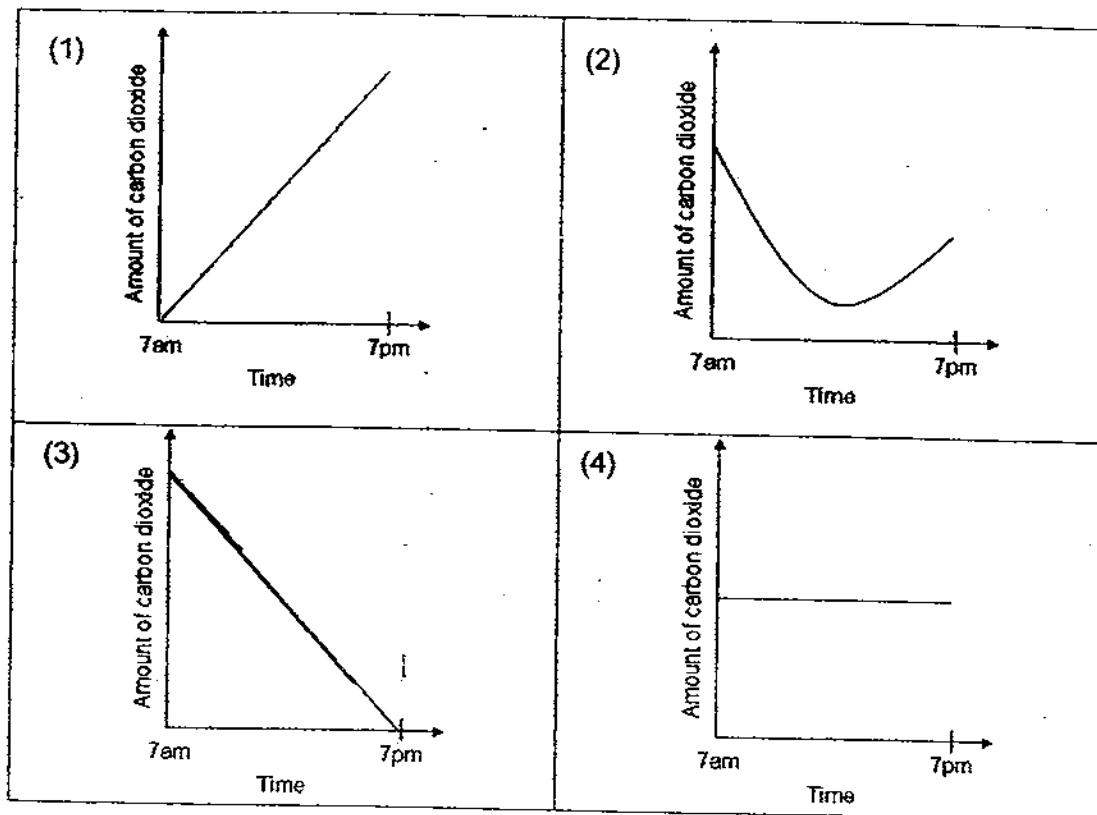 (1)
Amount of carbon dioxide
7am
7pm
Time
(2)
Amount of carbon dioxide
7am
7pm
Time
(3)
Amount of carbon dioxide
7am
7pm
Time
(4)
Amount of carbon dioxide
7am
7pm
Time